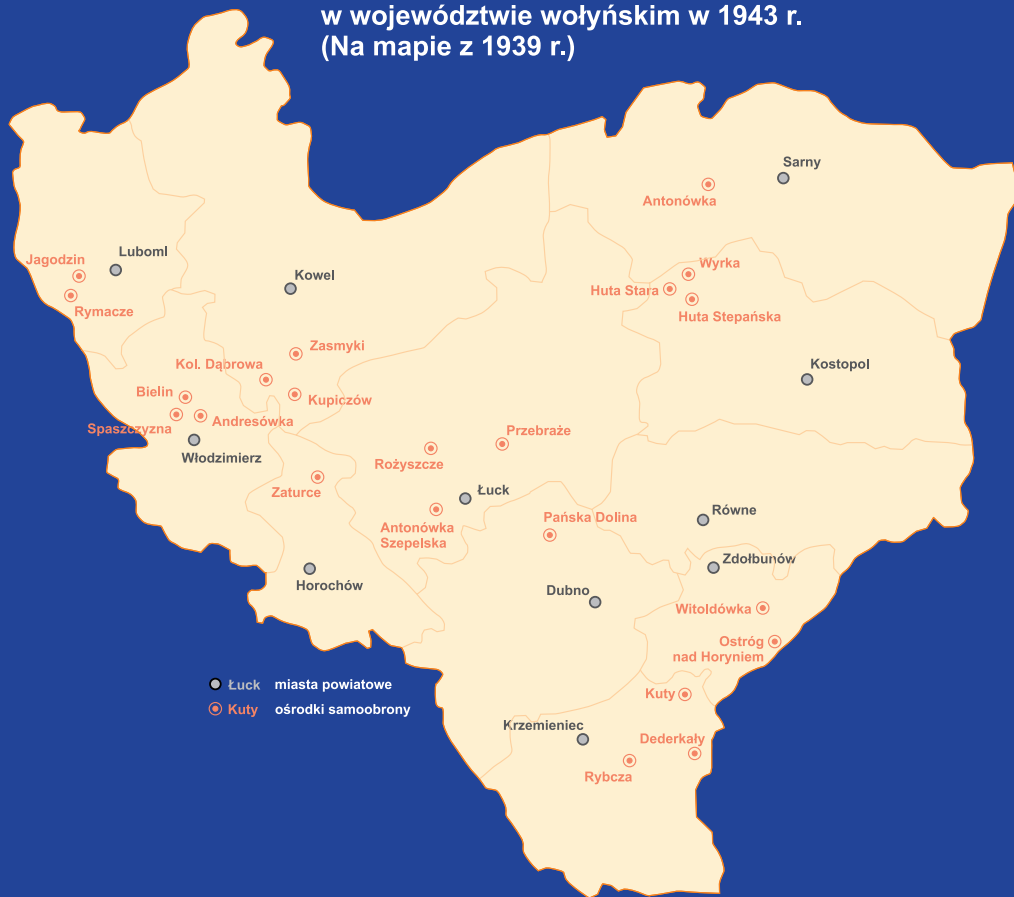 w województwie wołyńskim w 1943 r.
(Na mapie z 1939 r.)
Sarny
Antonówka
Luboml
Jagodzin
Wyrka
Kowel
Huta Stara
Rymacze
Huta Stepańska
Zasmyki
Kol. Dąbrowa
Kostopol
Bielin
Kupiczów
Andresówka
Spaszczyzna
Przebraże
Włodzimierz
Rożyszcze
Zaturce
Łuck
Równe
Pańska Dolina
Antonówka
Szepelska
Zdołbunów
Horochów
Dubno
Witoldówka
Ostróg
nad Horyniem
Łuck miasta powiatowe
Kuty
Kuty ośrodki samoobrony
Krzemieniec
Dederkały
Rybcza